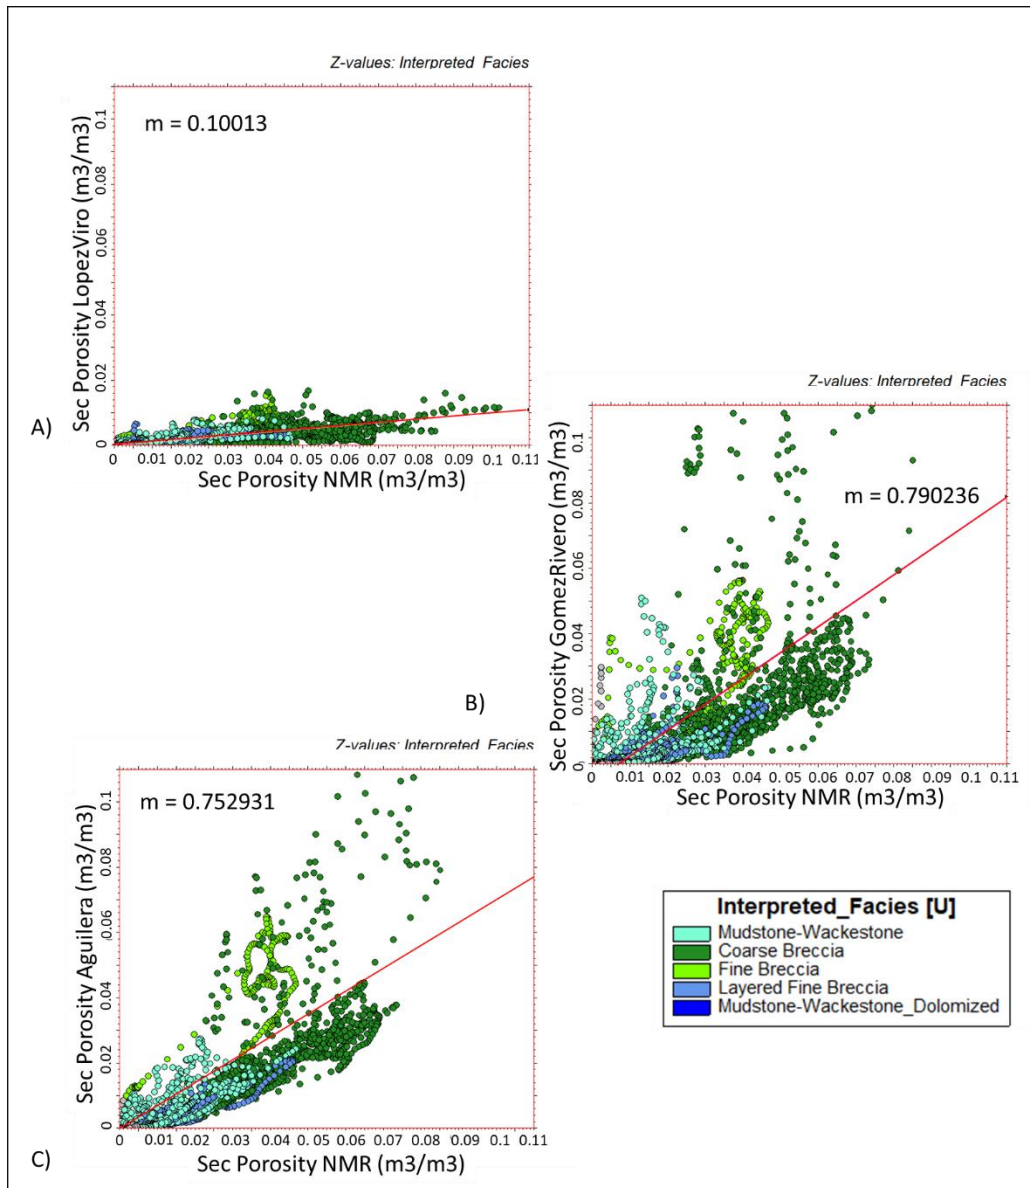 Z-values: Interpreted_Facies
m = 0.10013
Sec Porosity LopezViro (m3/m3)
0.1
0.08
0.06
0.04
0.02
0
A)
0 0.01 0.02 0.03 0.04 0.05 0.06 0.07 0.08 0.09 0.1 0.11
Sec Porosity NMR (m3/m3)
Z-values: Interpreted_Facies
m = 0.790236
Sec Porosity GomezRivero (m3/m3)
0.1
0.08
0.06
0.04
0.02
0
B)
0 0.01 0.02 0.03 0.04 0.05 0.06 0.07 0.08 0.09 0.1 0.11
Sec Porosity NMR (m3/m3)
Z-values: Interpreted_Facies
m = 0.752931
Sec Porosity Aguilera (m3/m3)
0.1
0.08
0.06
0.04
0.02
0
C)
0 0.01 0.02 0.03 0.04 0.05 0.06 0.07 0.08 0.09 0.1 0.11
Sec Porosity NMR (m3/m3)
Interpreted_Facies [U]
Mudstone-Wackestone
Coarse Breccia
Fine Breccia
Layered Fine Breccia
Mudstone-Wackestone_Dolomized